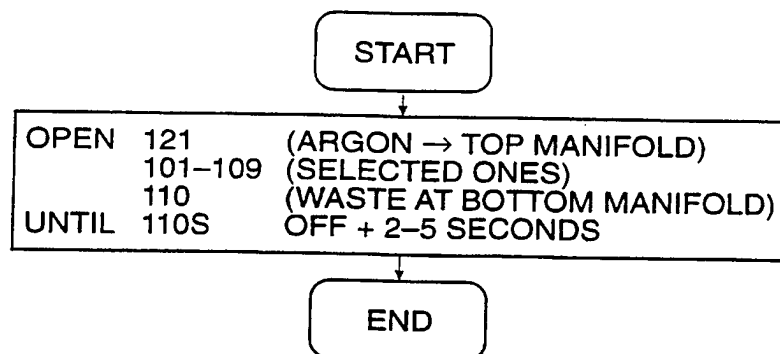 START
OPEN 121 (ARGON → TOP MANIFOLD)
101–109 (SELECTED ONES)
110 (WASTE AT BOTTOM MANIFOLD)
UNTIL 110S OFF + 2–5 SECONDS
END